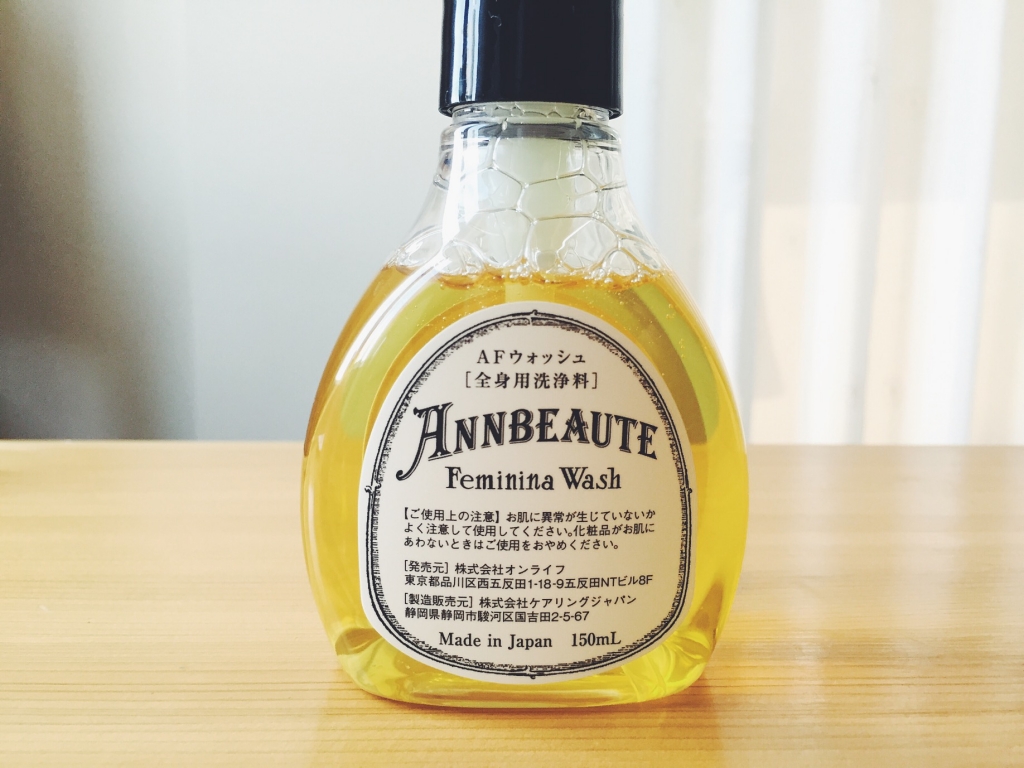 AFウォッシュ
[全身用洗浄料]
ANNBEAUTE
Feminina Wash
【ご使用上の注意】お肌に異常が生じていないか
よく注意して使用してください。化粧品がお肌に
あわないときはご使用をおやめください。
[発売元] 株式会社オンライフ
東京都品川区西五反田1-18-9五反田NTビル8F
[製造販売元] 株式会社ケアリングジャパン
静岡県静岡市駿河区国吉田2-5-67
Made in Japan 150mL